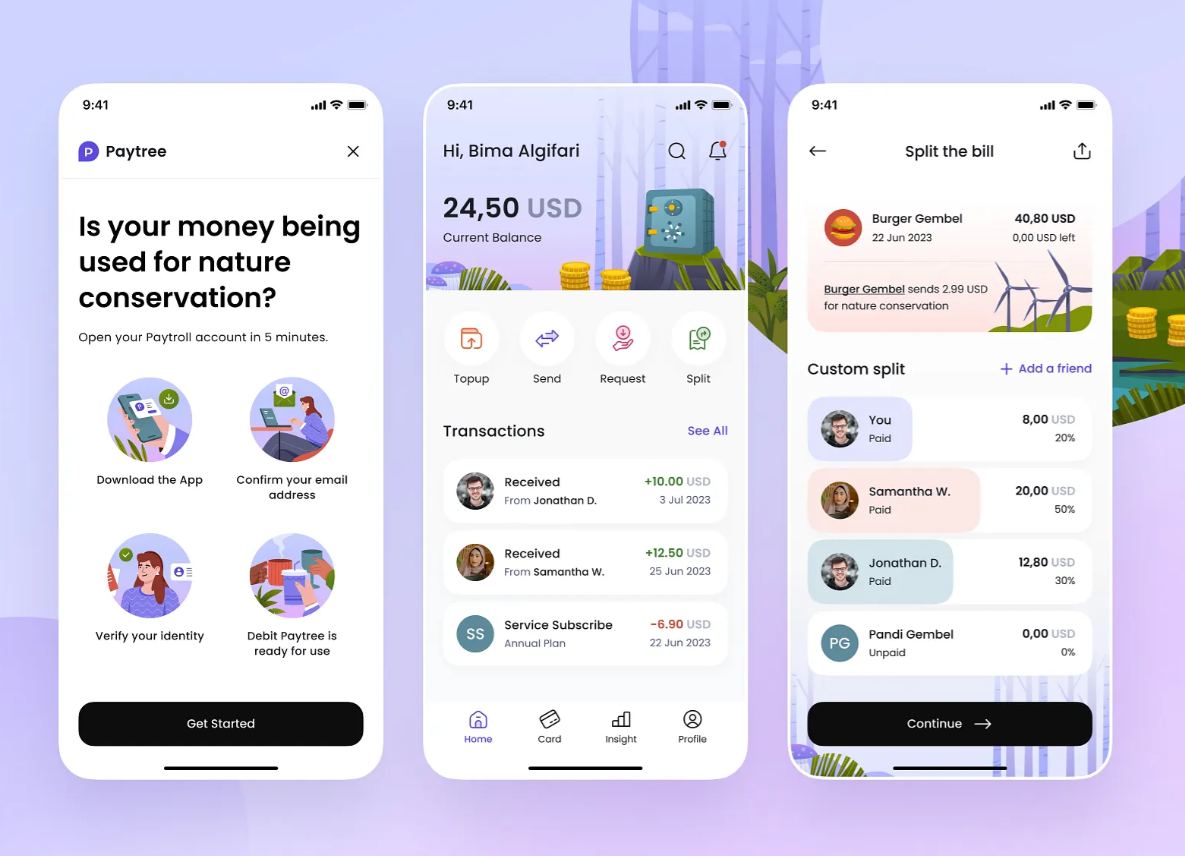 9:41
P Paytree
Is your money being
used for nature
conservation?
Open your Paytroll account in 5 minutes.
P
@
Download the App
Confirm your email
address
Verify your identity
Debit Paytree is
ready for use
Get Started
9:41
Hi, Bima Algifari
24,50 USD
Current Balance
Topup
Send
Request
Split
Transactions
See All
Received
+10.00 USD
From Jonathan D.
3 Jul 2023
Received
+12.50 USD
From Samantha W.
25 Jun 2023
SS
Service Subscribe
-6.90 USD
Annual Plan
22 Jun 2023
Home
Card
Insight
Profile
9:41
Split the bill
Burger Gembel
40,80 USD
22 Jun 2023
0,00 USD left
Burger Gembel sends 2.99 USD
for nature conservation
Custom split
+ Add a friend
You
8,00 USD
Paid
20%
Samantha W.
20,00 USD
Paid
50%
Jonathan D.
12,80 USD
Paid
30%
PG
Pandi Gembel
0,00 USD
Unpaid
0%
Continue